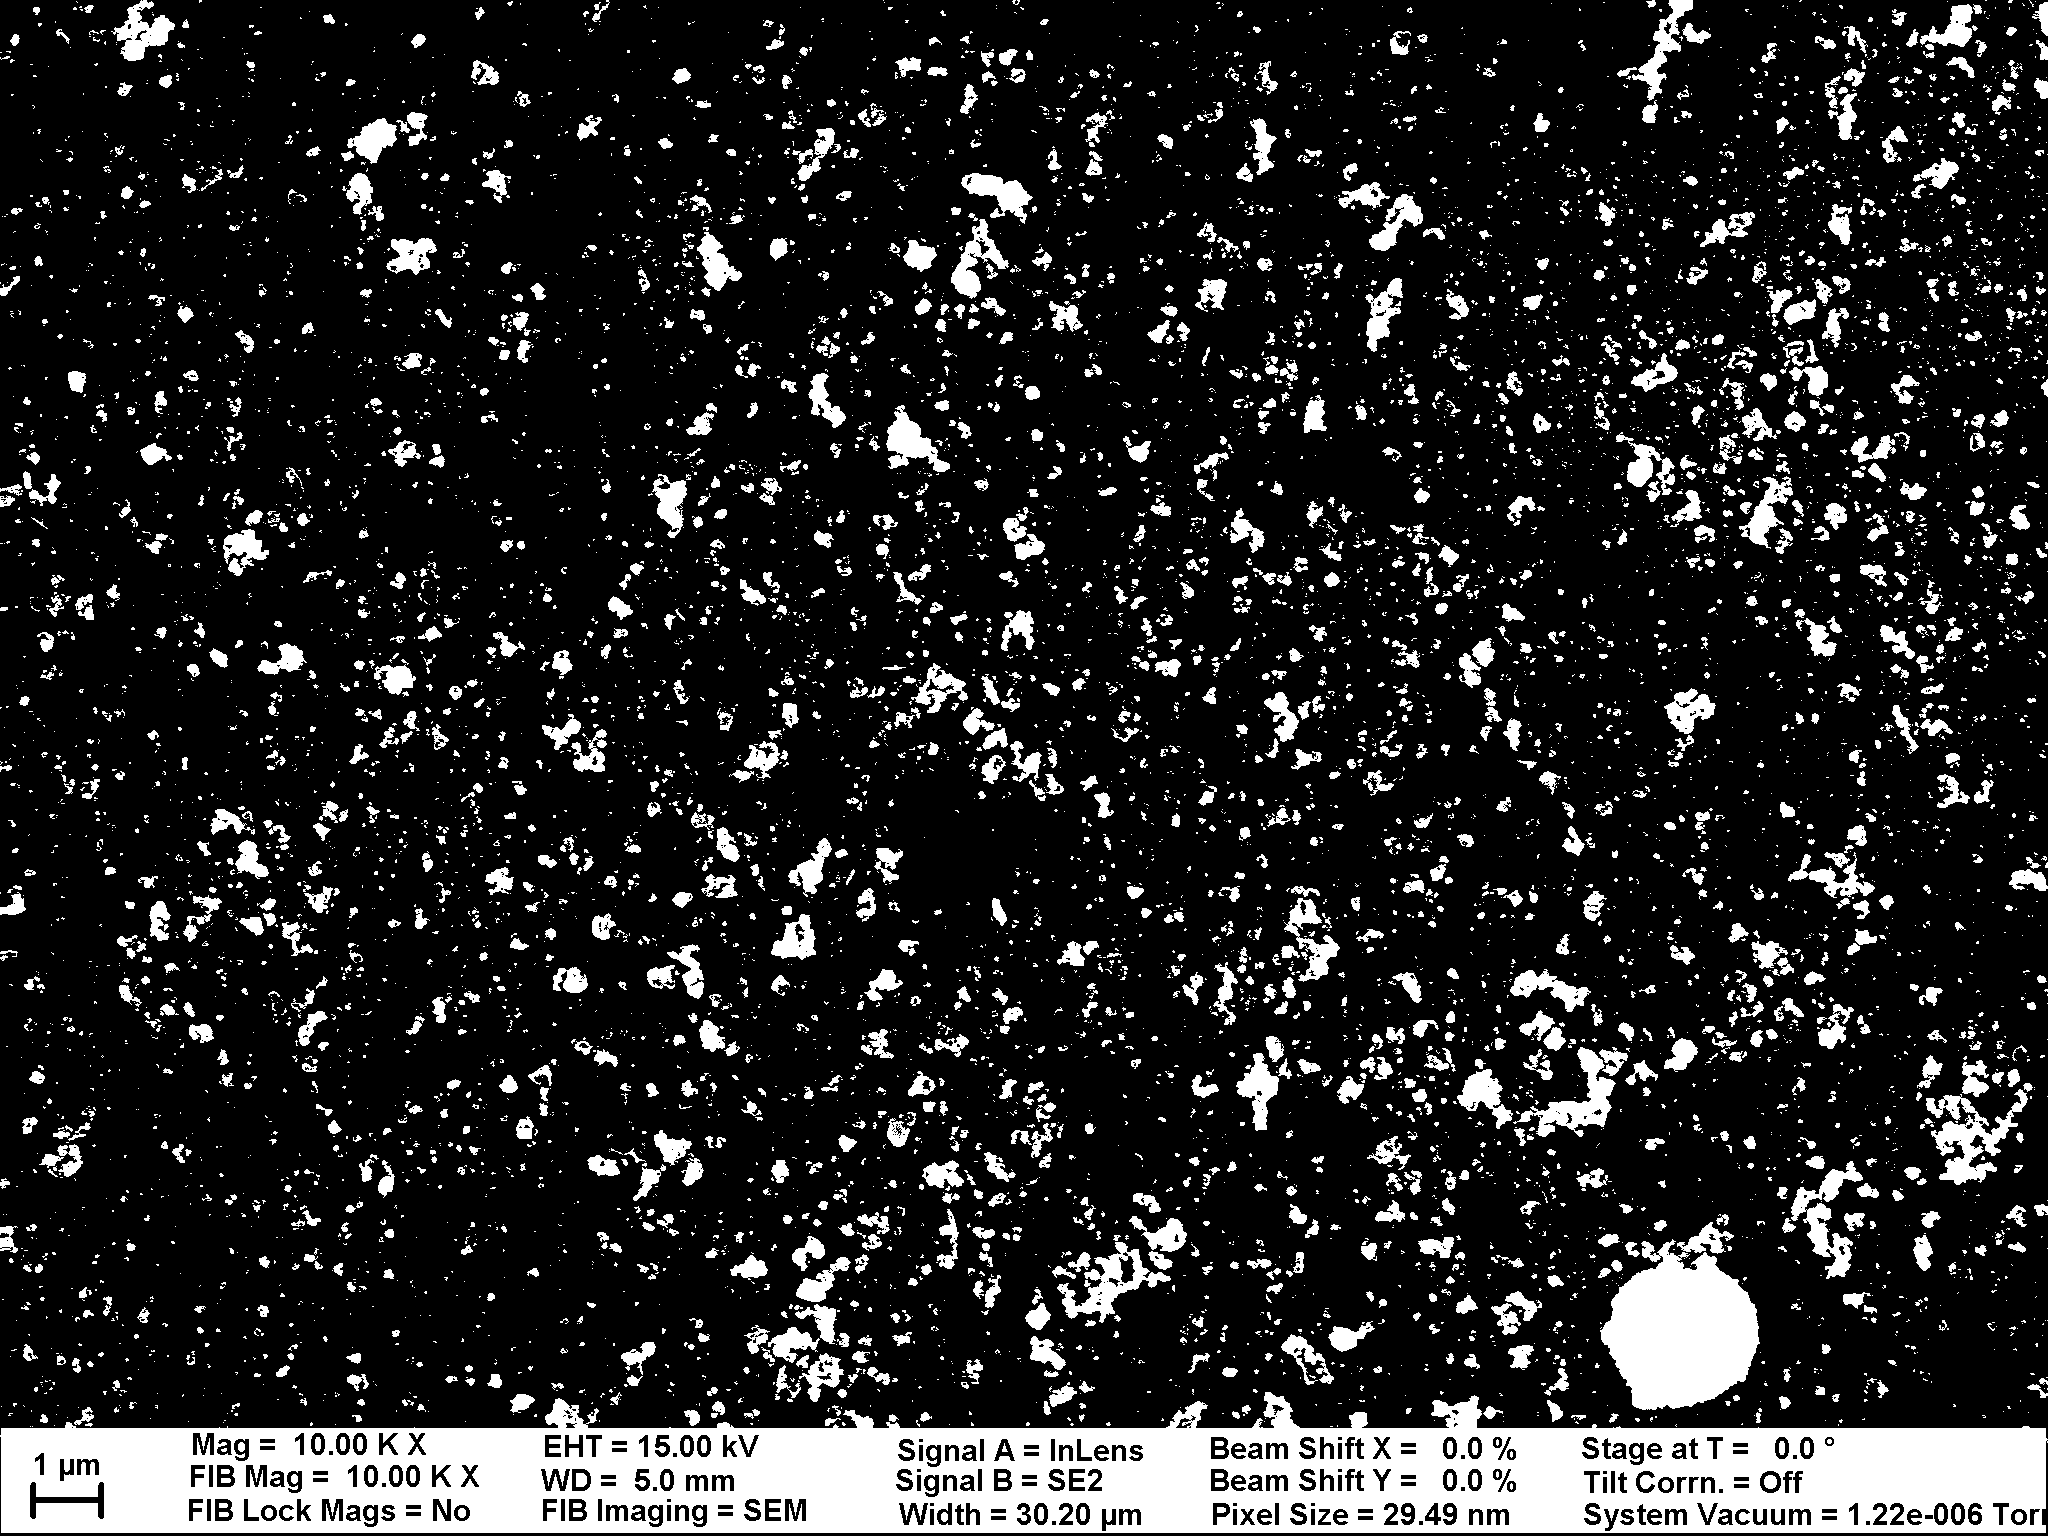 1 µm
Mag = 10.00 K X
FIB Mag = 10.00 K X
FIB Lock Mags = No
EHT = 15.00 kV
WD = 5.0 mm
FIB Imaging = SEM
Signal A = InLens
Signal B = SE2
Width = 30.20 µm
Beam Shift X = 0.0 %
Beam Shift Y = 0.0 %
Pixel Size = 29.49 nm
Stage at T = 0.0 °
Tilt Corrn. = Off
System Vacuum = 1.22e-006